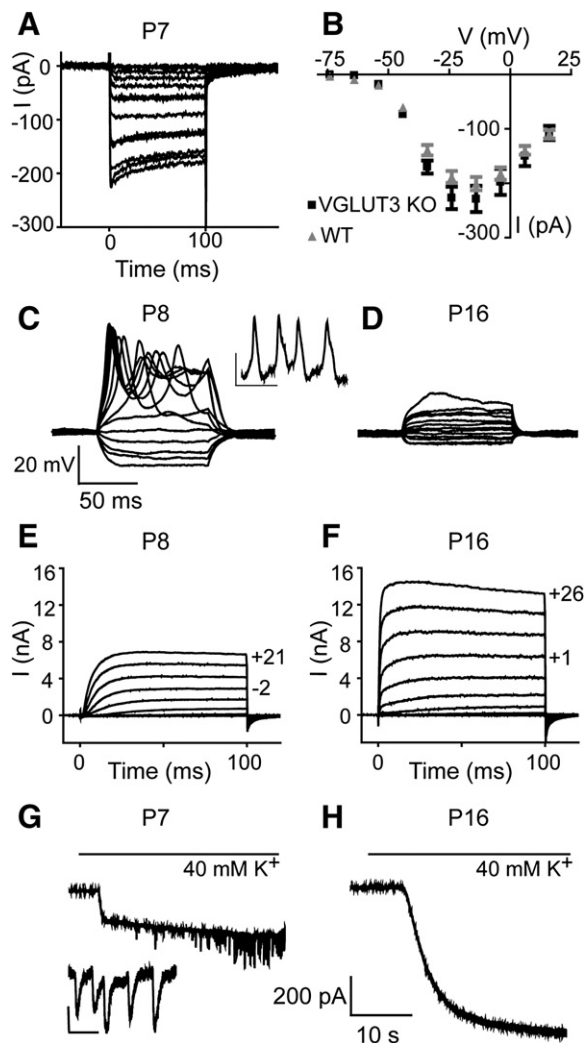 A P7
I (pA)
0
-100
-200
-300
0 100
Time (ms)
B
V (mV)
-75 -50 -25 0 25
-100
-300
I (pA)
VGLUT3 KO
WT
C P8
20 mV
50 ms
D P16
E P8
I (nA)
16
12
8
4
0
+21
-2
0 100
Time (ms)
F P16
I (nA)
16
12
8
4
0
+26
+1
0 100
Time (ms)
G P7
40 mM K⁺
H P16
40 mM K⁺
200 pA
10 s